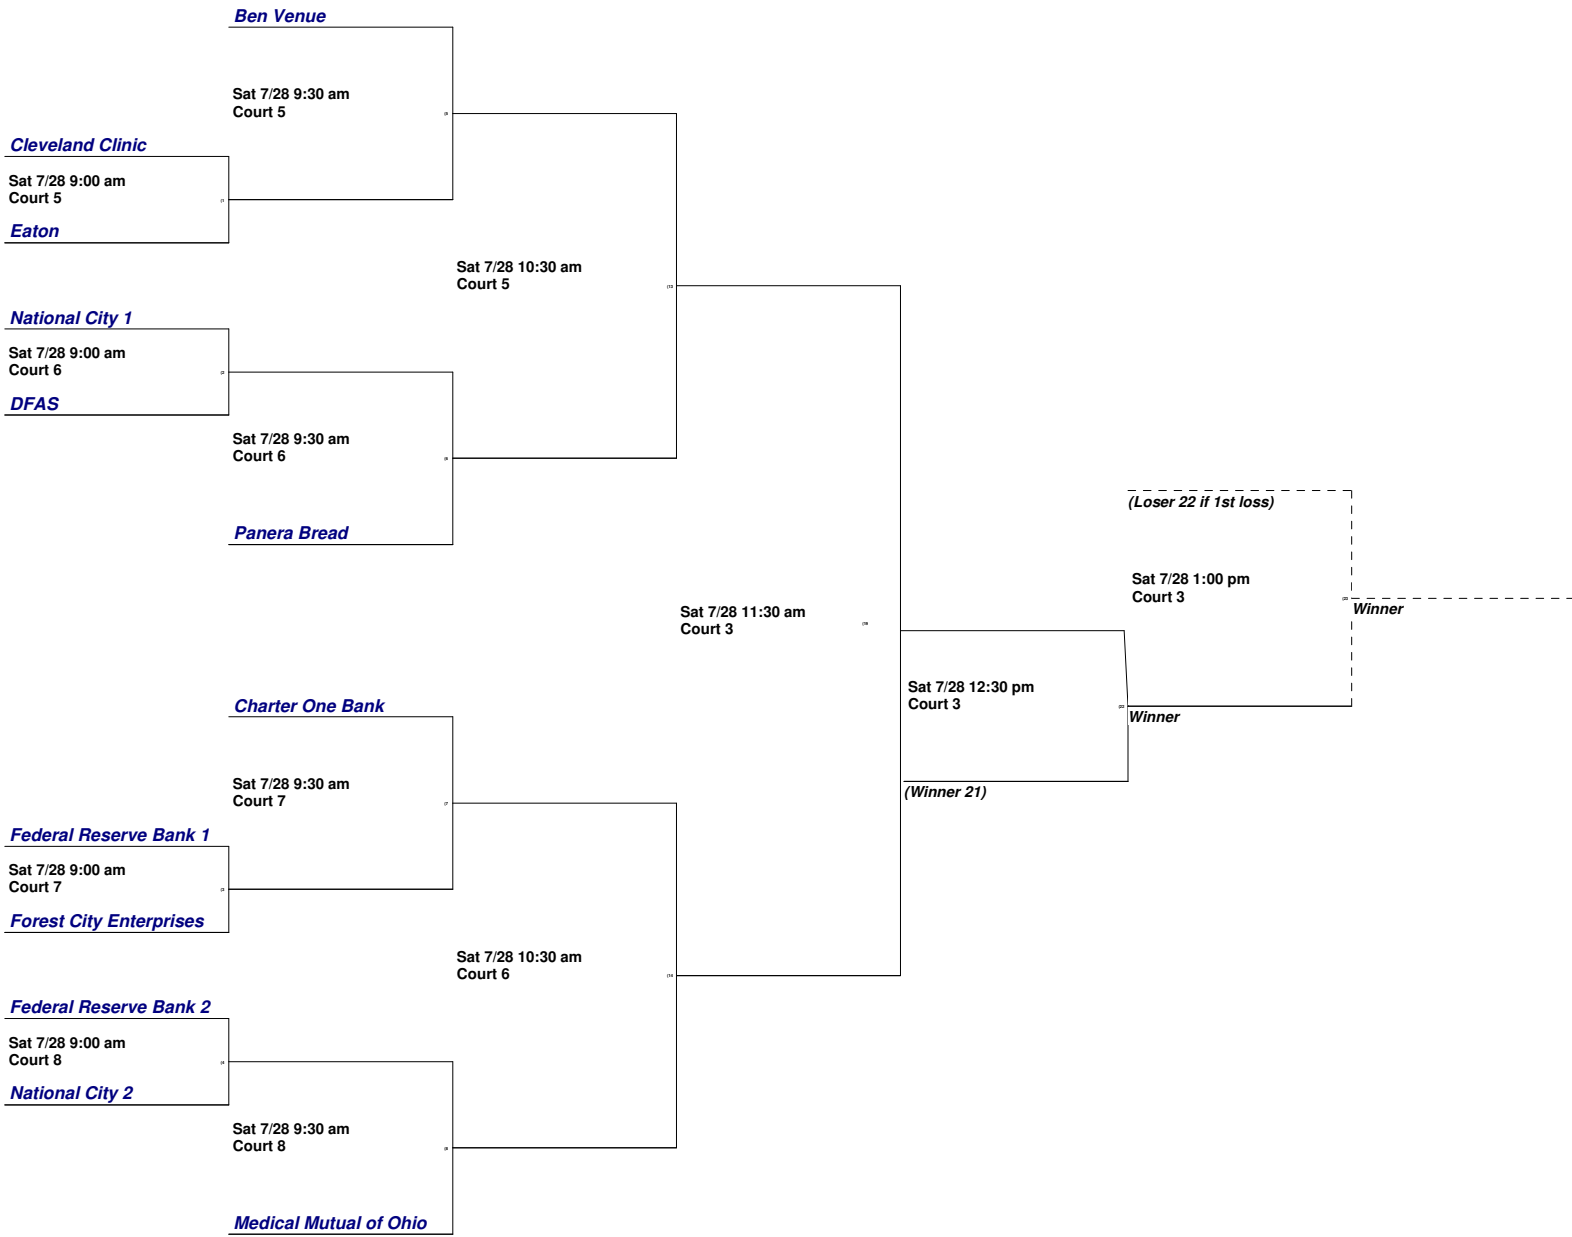 Ben Venue
Sat 7/28 9:30 am
Court 5
Cleveland Clinic
Sat 7/28 9:00 am
Court 5
Eaton
Sat 7/28 10:30 am
Court 5
National City 1
Sat 7/28 9:00 am
Court 6
DFAS
Sat 7/28 9:30 am
Court 6
Panera Bread
(Loser 22 if 1st loss)
Sat 7/28 1:00 pm
Court 3
Winner
Sat 7/28 11:30 am
Court 3
Sat 7/28 12:30 pm
Court 3
Winner
(Winner 21)
Charter One Bank
Sat 7/28 9:30 am
Court 7
Federal Reserve Bank 1
Sat 7/28 9:00 am
Court 7
Forest City Enterprises
Sat 7/28 10:30 am
Court 6
Federal Reserve Bank 2
Sat 7/28 9:00 am
Court 8
National City 2
Sat 7/28 9:30 am
Court 8
Medical Mutual of Ohio